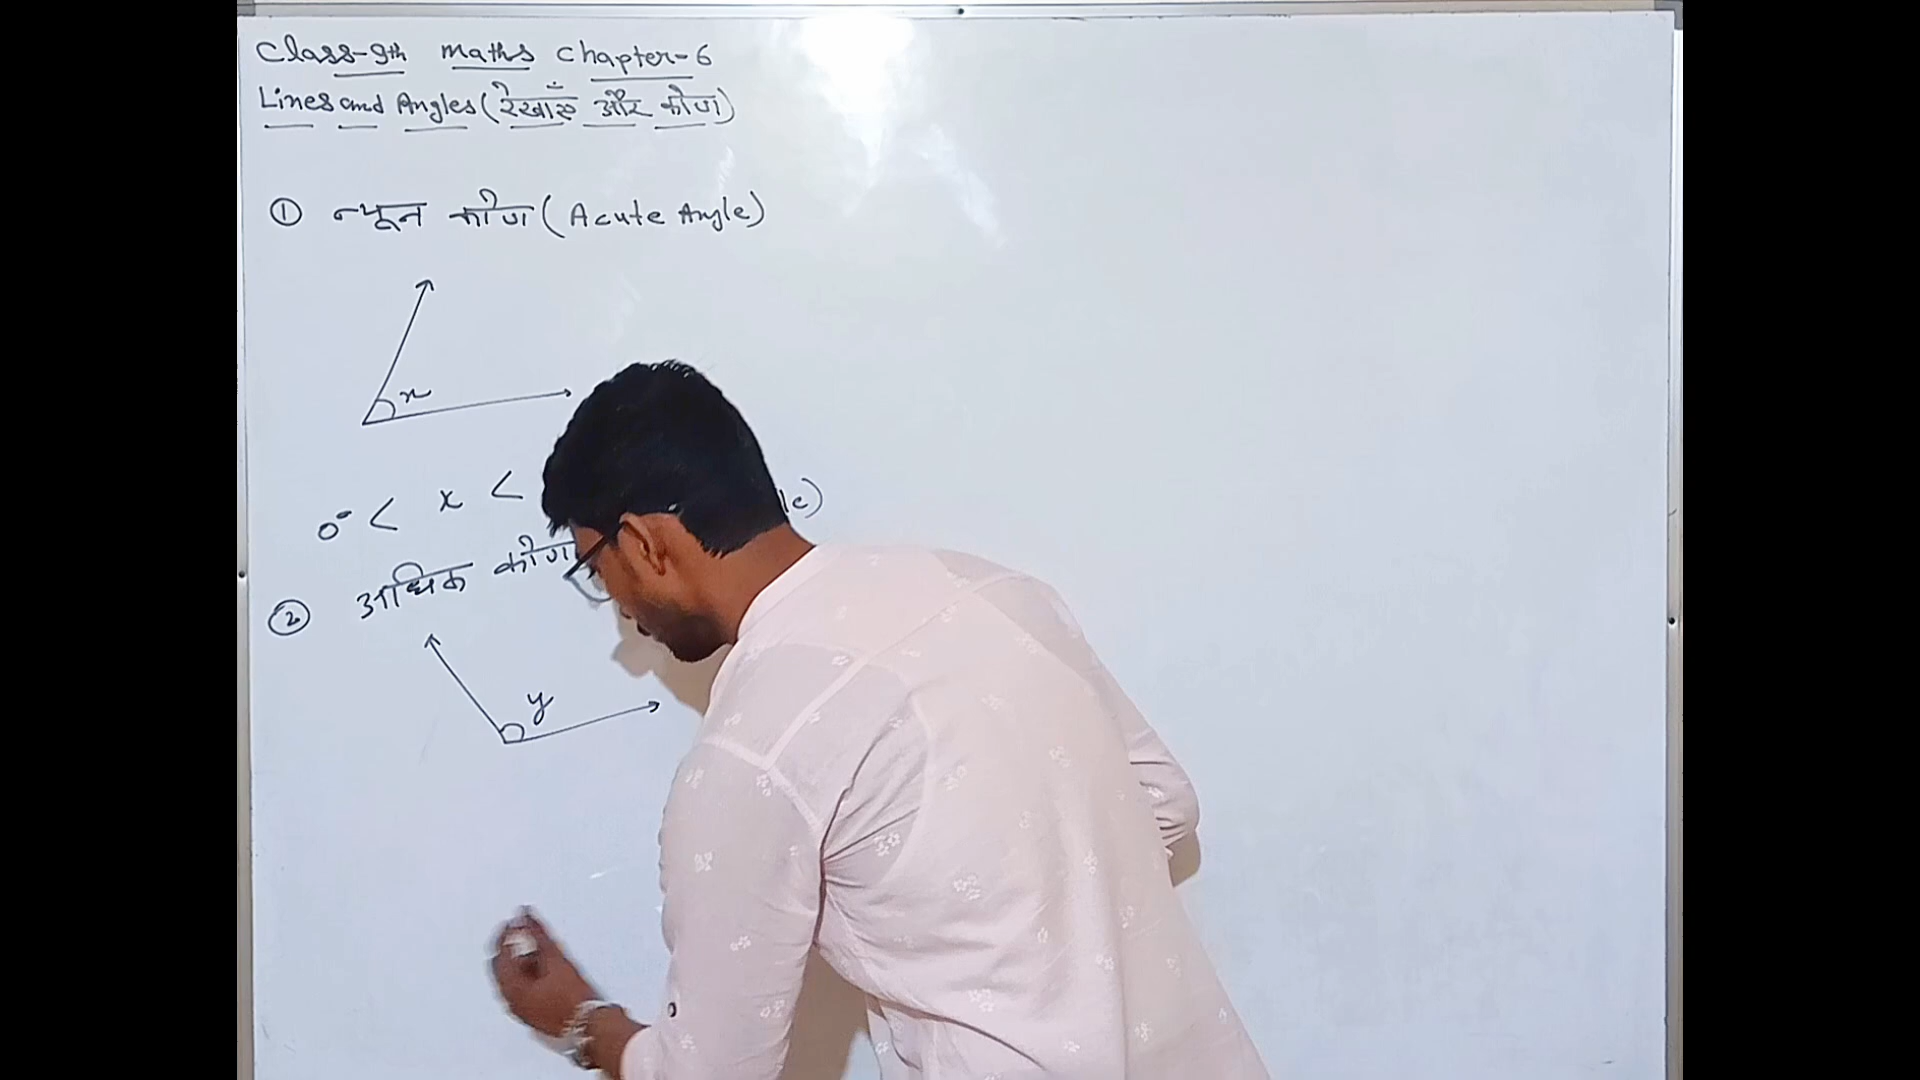 Class-9th maths Chapter-6
Lines and Angles (रेखाएँ और कोण)
① न्यून कोण (Acute Angle)
x
0° < x <
② अधिक कोण
y